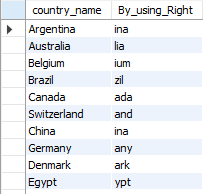 country_name By_using_Right
Argentina ina
Australia lia
Belgium ium
Brazil zil
Canada ada
Switzerland and
China ina
Germany any
Denmark ark
Egypt ypt